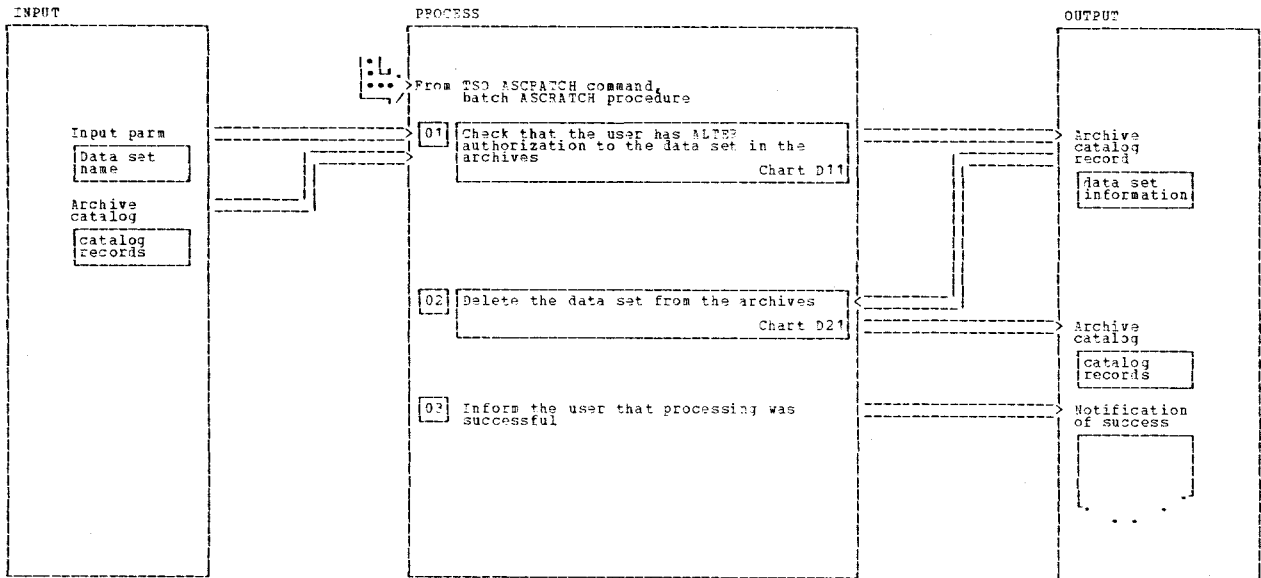 INPUT
PROCESS
OUTPUT
From TSO ASCRATCH command,
batch ASCRATCH procedure
Input parm
Data set
name
Archive
catalog
catalog
records
01
Check that the user has ALTER
authorization to the data set in the
archives
Chart D11
Archive
catalog
record
data set
information
02
Delete the data set from the archives
Chart D21
Archive
catalog
catalog
records
03
Inform the user that processing was
successful
Notification
of success